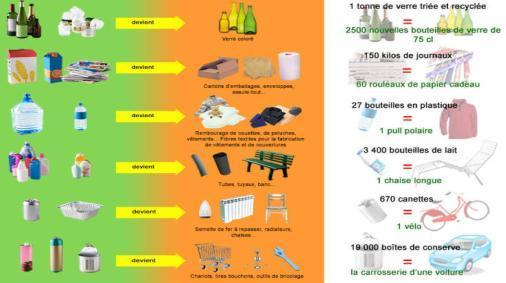 devient
Verre coloré
devient
Cartons d'emballages, enveloppes,
essuie-tout...
devient
Rembourrage de couettes, de peluches,
vêtements... Fibres textiles pour la fabrication
de vêtements et de couvertures
devient
Tubes, tuyaux, banc...
devient
Semelle de fer à repasser, radiateurs,
chaises...
devient
Chariots, tires bouchons, outils de bricolage
1 tonne de verre triée et recyclée
=
2500 nouvelles bouteilles de verre de
75 cl
150 kilos de journaux
=
60 rouleaux de papier cadeau
27 bouteilles en plastique
=
1 pull polaire
3 400 bouteilles de lait
=
1 chaise longue
670 canettes
=
1 vélo
19 000 boîtes de conserve
=
la carrosserie d'une voiture